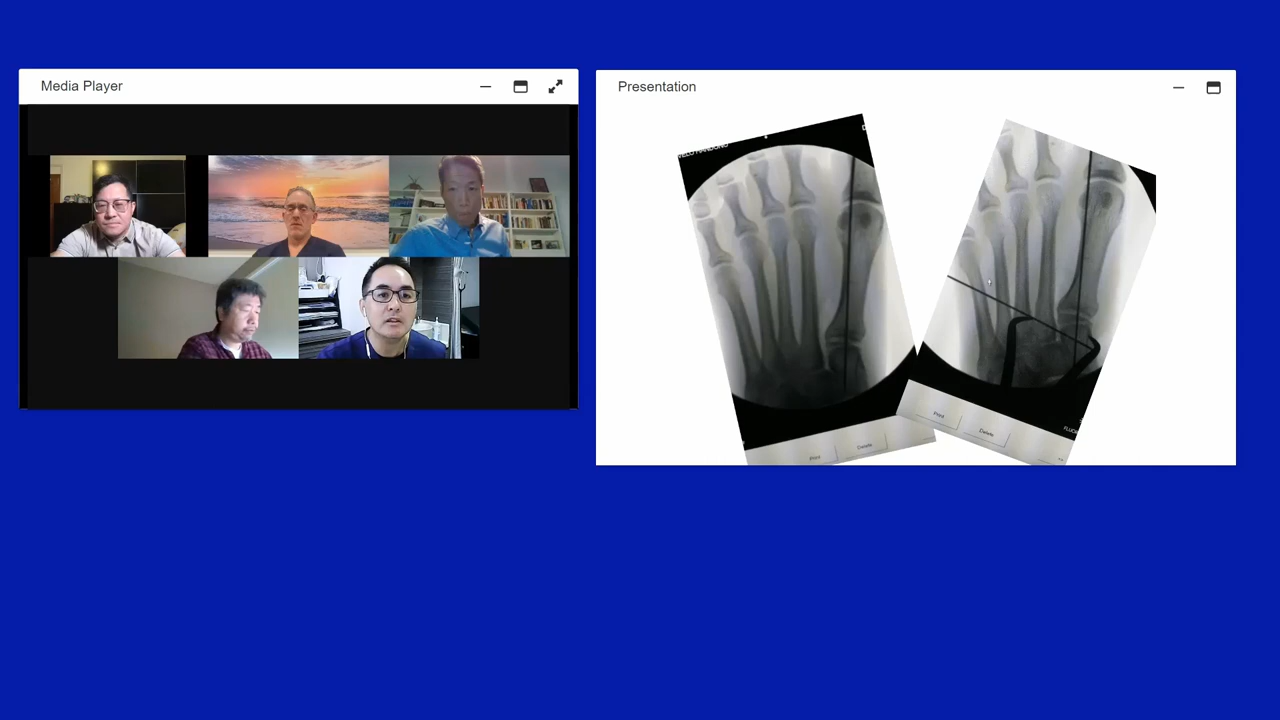 Media Player
Presentation
Print
Delete
Print
Delete